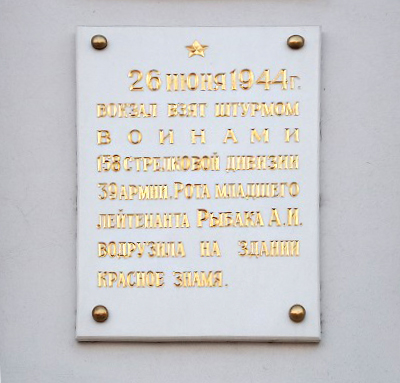 26 ИЮНЯ 1944 Г.
ВОКЗАЛ ВЗЯТ ШТУРМОМ
ВОИНАМИ
158 СТРЕЛКОВОЙ ДИВИЗИИ
39 АРМИИ. РОТА МЛАДШЕГО
ЛЕЙТЕНАНТА РЫБАКА А.И.
ВОДРУЗИЛА НА ЗДАНИИ
КРАСНОЕ ЗНАМЯ.